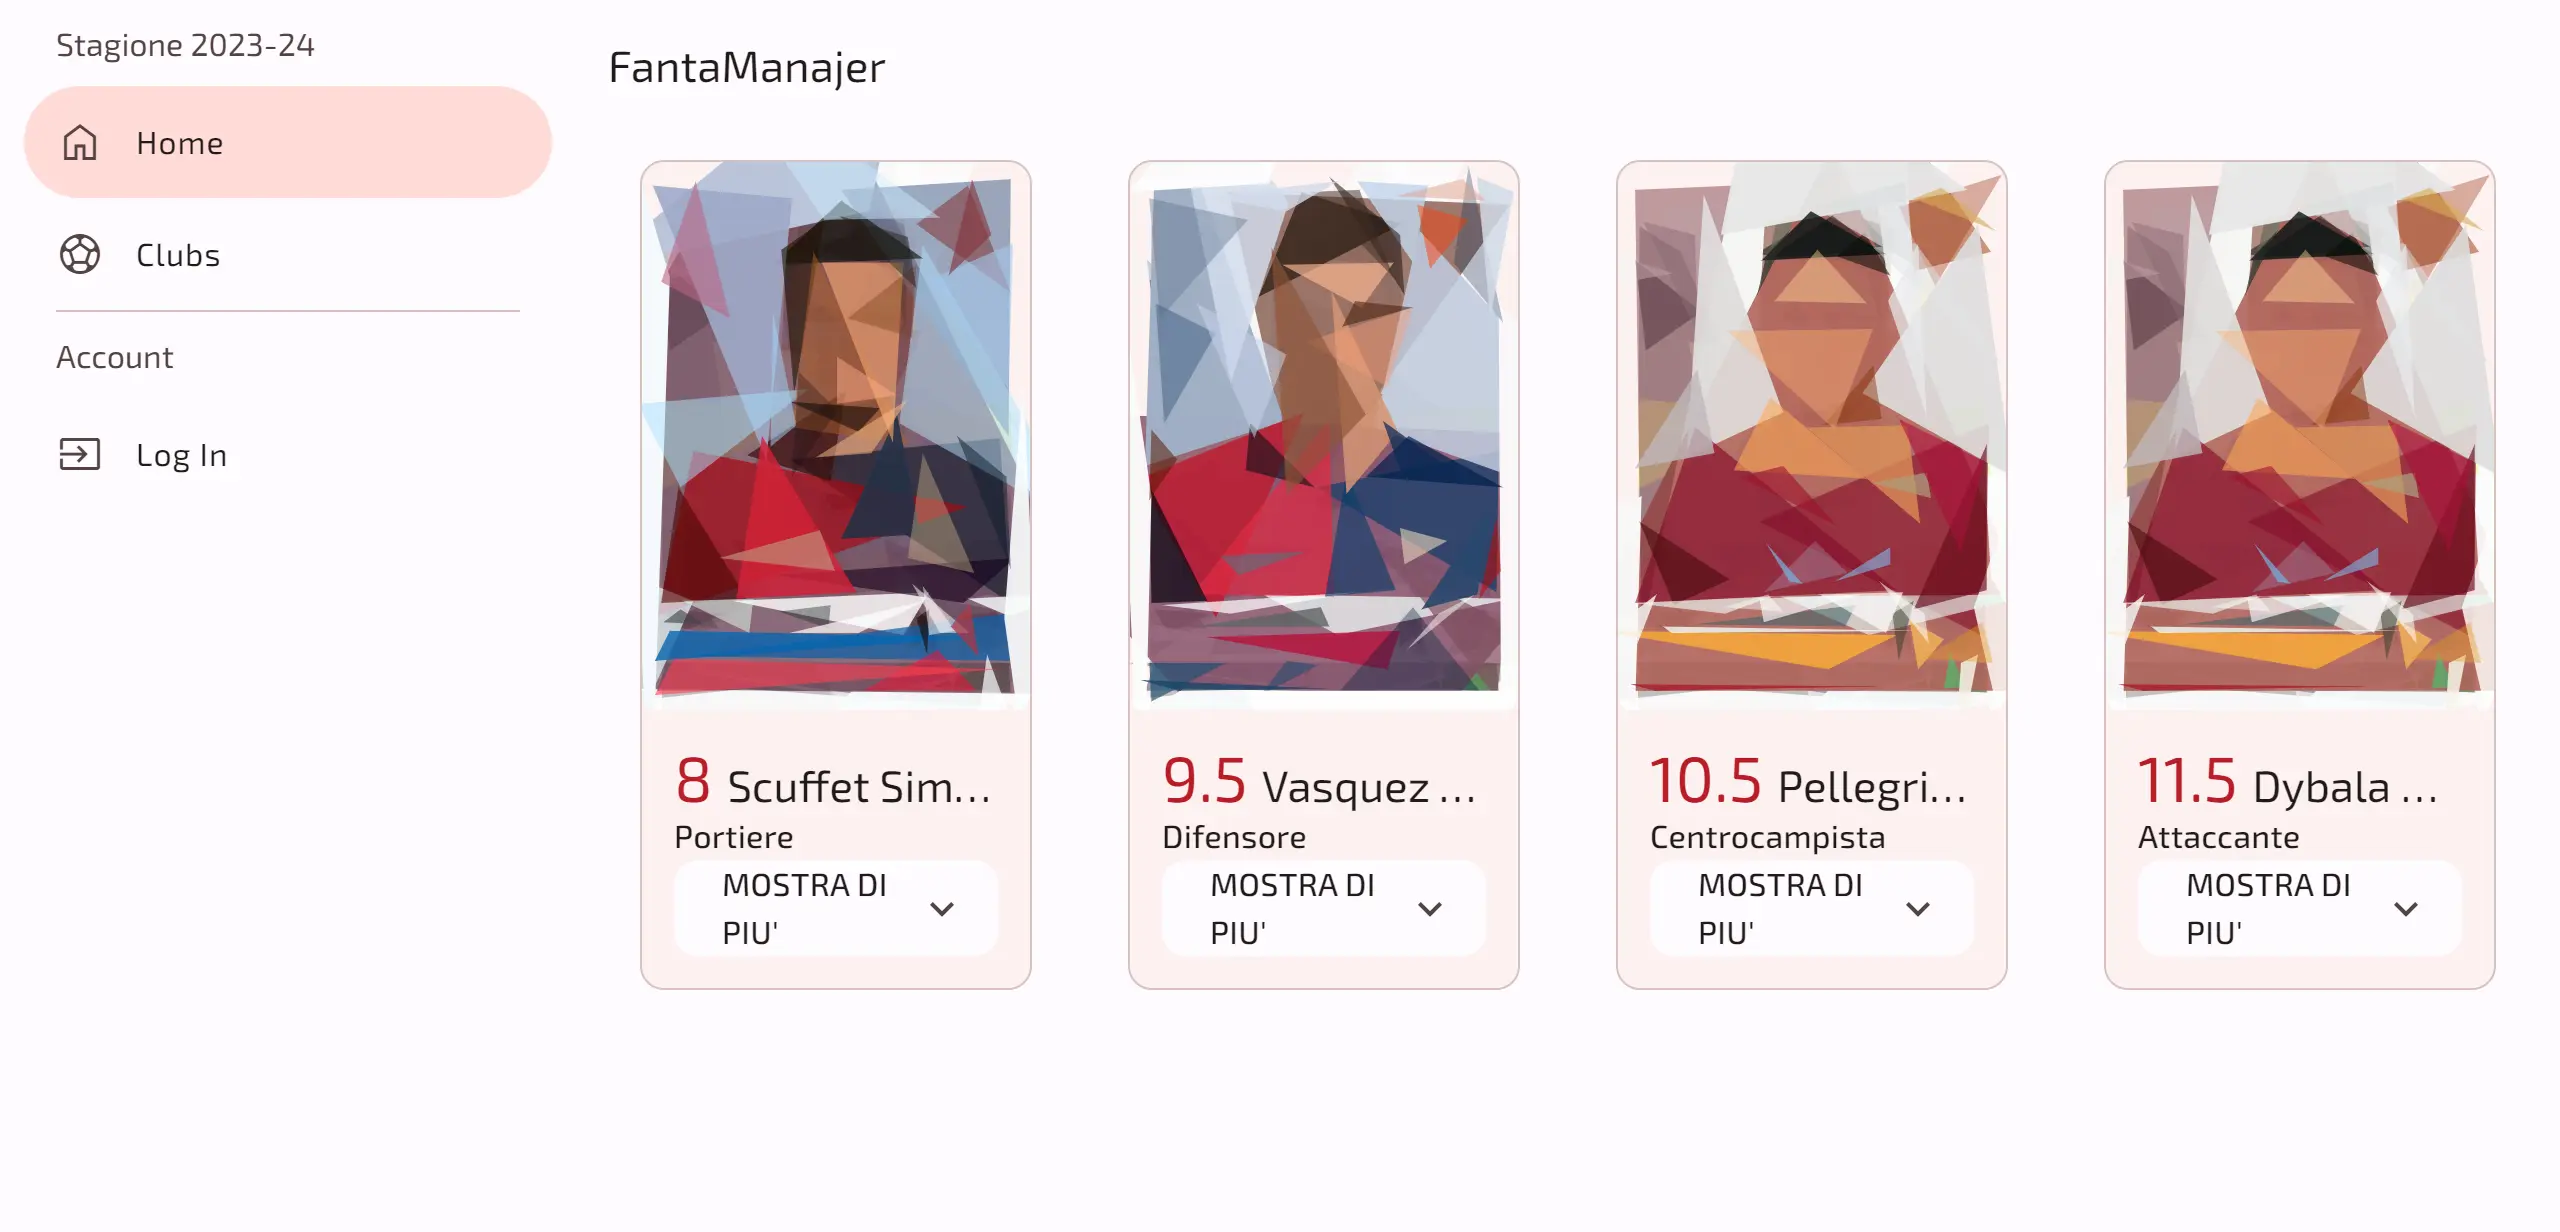 Stagione 2023-24
Home
Clubs
Account
Log In
FantaManajer
8 Scuffet Sim...
Portiere
MOSTRA DI
PIU'
9.5 Vasquez ...
Difensore
MOSTRA DI
PIU'
10.5 Pellegri...
Centrocampista
MOSTRA DI
PIU'
11.5 Dybala ...
Attaccante
MOSTRA DI
PIU'